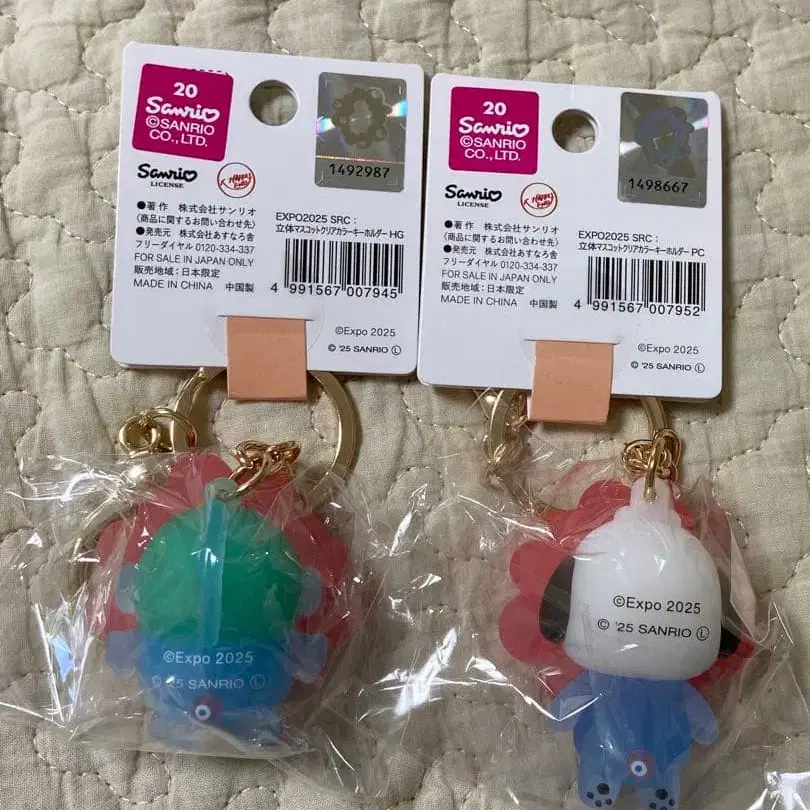 20
Sanrio
©SANRIO
CO., LTD.
1492987
Sanrio
LICENSE
●著作 株式会社サンリオ
〈商品に関するお問い合わせ先〉
●発売元 株式会社あすなろ舎
フリーダイヤル 0120-334-337
FOR SALE IN JAPAN ONLY
販売地域:日本限定
MADE IN CHINA 中国製
EXPO2025 SRC:
立体マスコットクリアカラーキーホルダー HG
4 991567 007945
©Expo 2025
© '25 SANRIO Ⓛ
©Expo 2025
© '25 SANRIO Ⓛ
20
Sanrio
©SANRIO
CO., LTD.
1498667
Sanrio
LICENSE
●著作 株式会社サンリオ
〈商品に関するお問い合わせ先〉
●発売元 株式会社あすなろ舎
フリーダイヤル 0120-334-337
FOR SALE IN JAPAN ONLY
販売地域:日本限定
MADE IN CHINA 中国製
EXPO2025 SRC:
立体マスコットクリアカラーキーホルダー PC
4 991567 007952
©Expo 2025
© '25 SANRIO Ⓛ
©Expo 2025
© '25 SANRIO Ⓛ